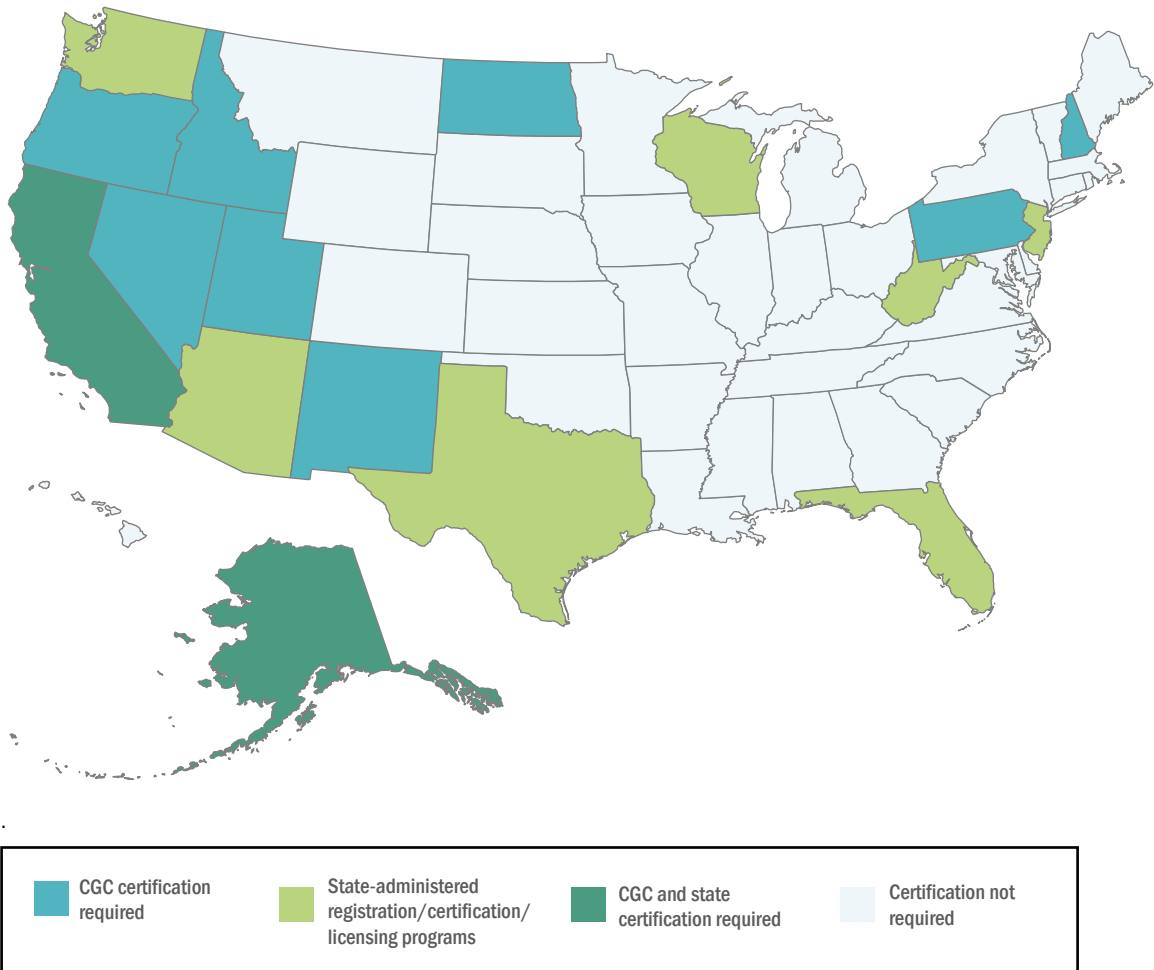 .
CGC certification
required
State-administered
registration/certification/
licensing programs
CGC and state
certification required
Certification not
required